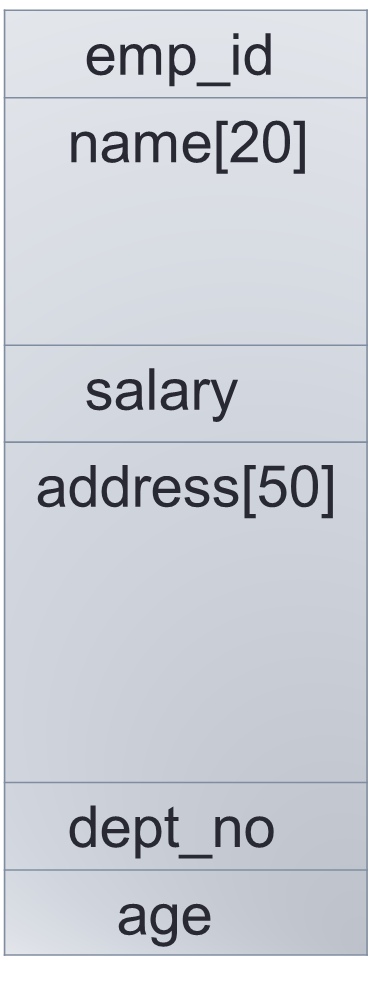 emp_id
name[20]
salary
address[50]
dept_no
age